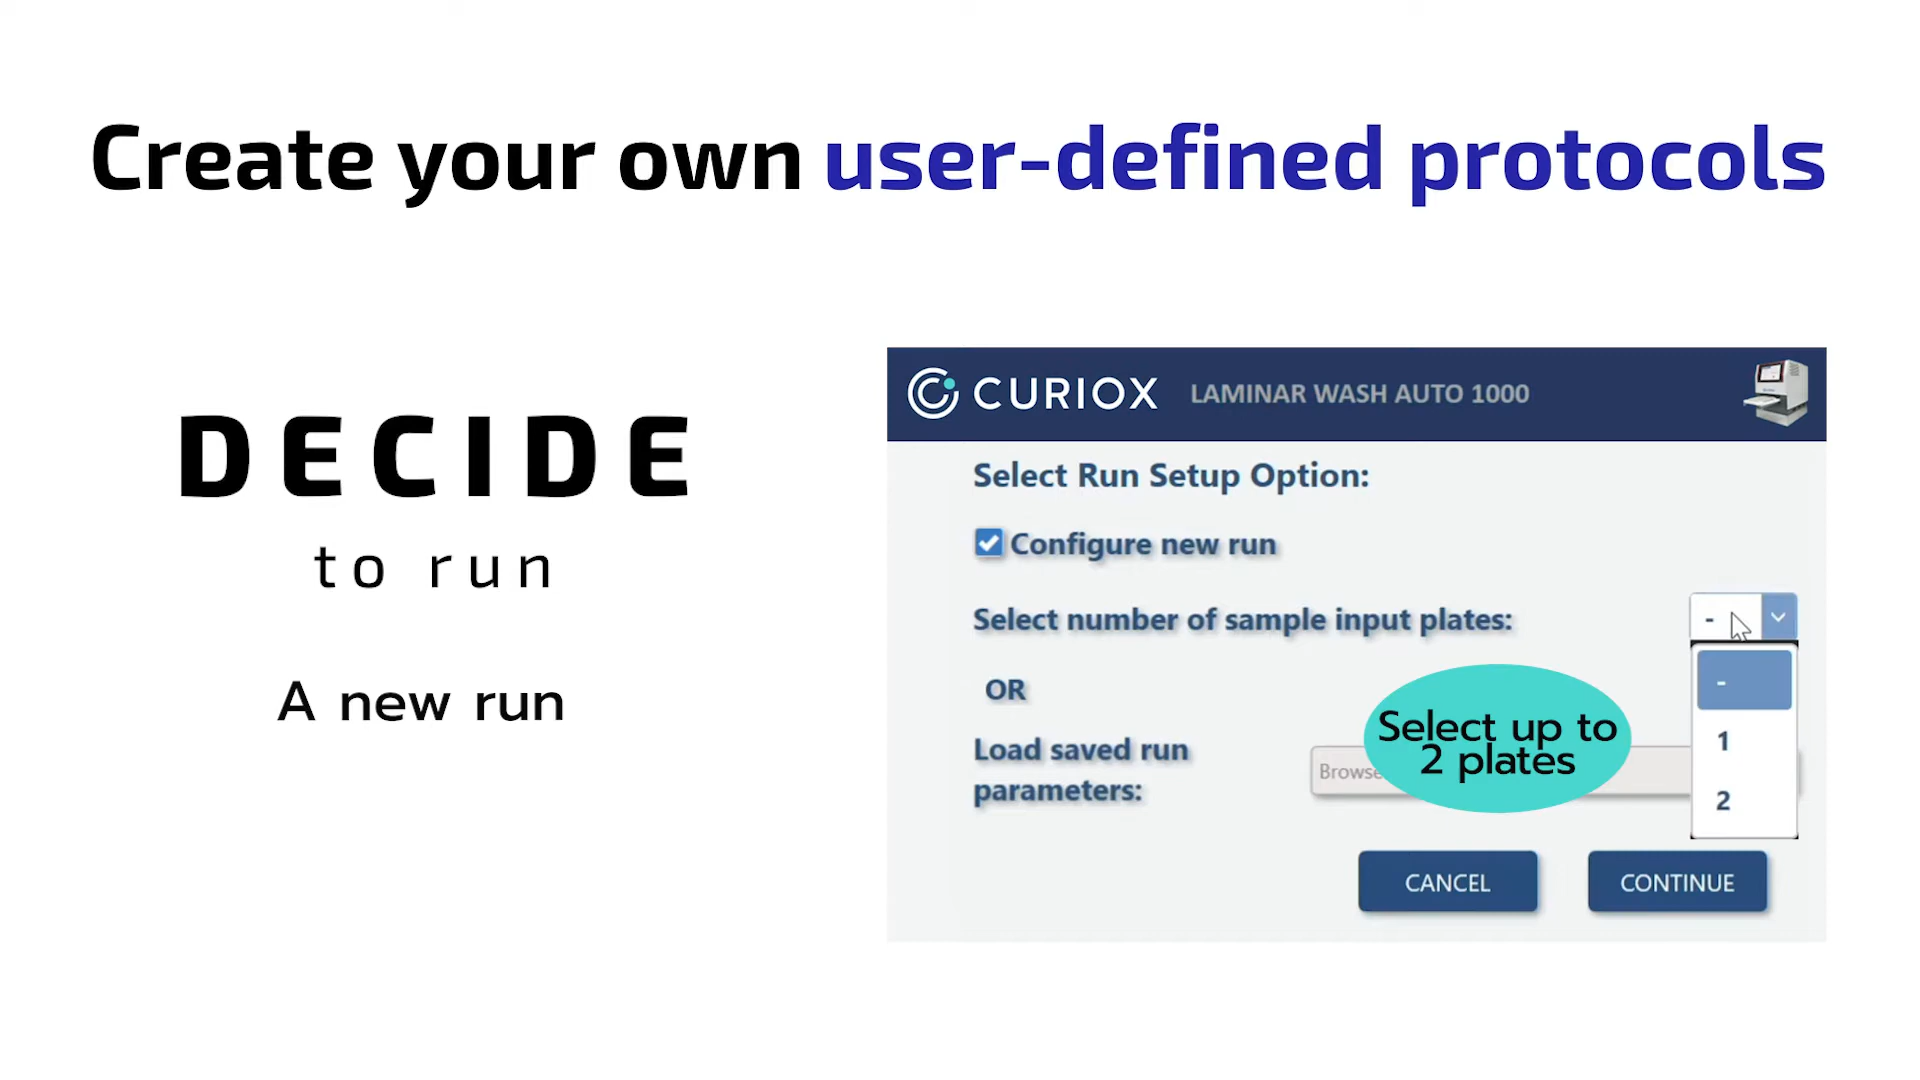 Create your own user-defined protocols
DECIDE
to run
A new run
CURIOX LAMINAR WASH AUTO 1000
Select Run Setup Option:
Configure new run
Select number of sample input plates: -
-
1
2
OR
Load saved run
parameters:
Browse
Select up to
2 plates
CANCEL CONTINUE